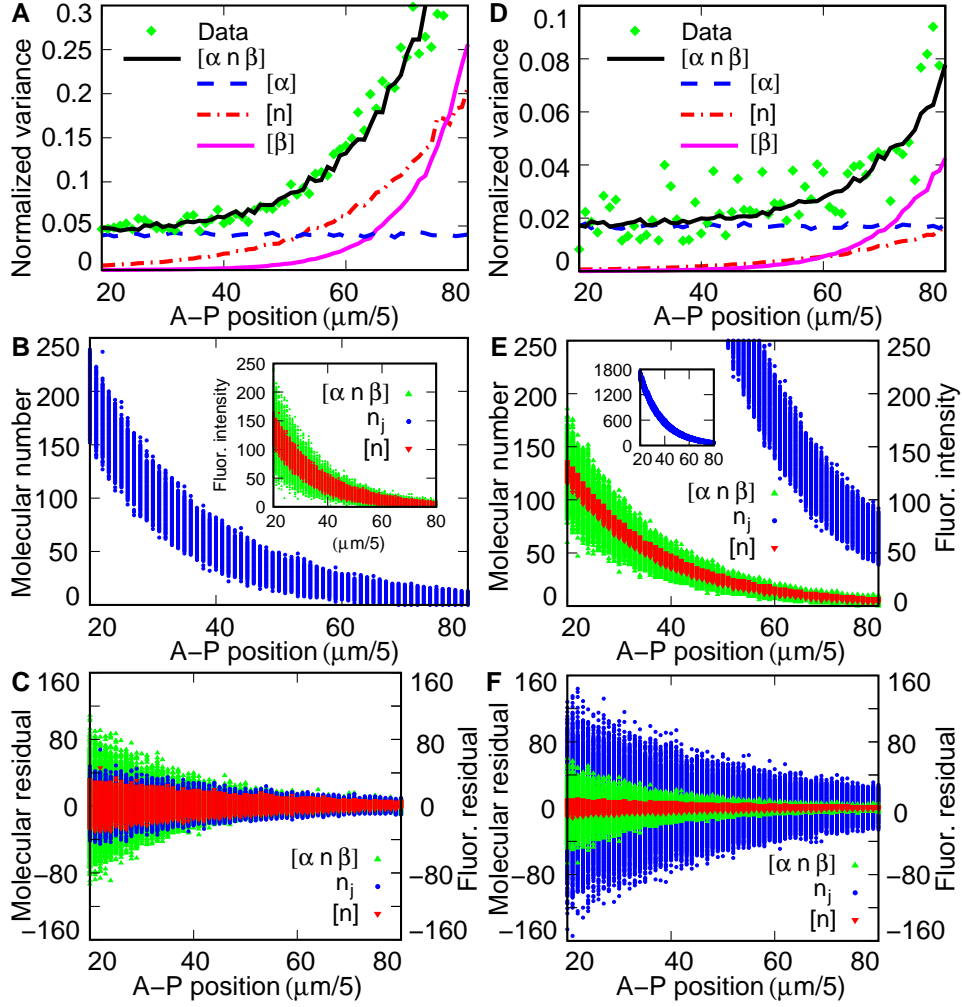 A
Normalized variance
0.3
0.25
0.2
0.15
0.1
0.05
0
Data
[α n β]
[α]
[n]
[β]
20 40 60 80
A−P position (μm/5)
D
Normalized variance
0.1
0.08
0.06
0.04
0.02
0
Data
[α n β]
[α]
[n]
[β]
20 40 60 80
A−P position (μm/5)
B
Molecular number
250
200
150
100
50
0
20 40 60 80
A−P position (μm/5)
Fluor. intensity
250
200
150
100
50
0
[α n β]
nj
[n]
20 30 40 50 60 70 80
(μm/5)
E
Molecular number
250
200
150
100
50
0
1800
1200
600
0
20 40 60 80
[α n β]
nj
[n]
250
200
150
100
50
0
Fluor. intensity
20 40 60 80
A−P position (μm/5)
C
Molecular residual
160
80
0
−80
−160
[α n β]
nj
[n]
160
80
0
−80
−160
Fluor. residual
20 40 60 80
A−P position (μm/5)
F
Molecular residual
160
80
0
−80
−160
[α n β]
nj
[n]
160
80
0
−80
−160
Fluor. residual
20 40 60 80
A−P position (μm/5)